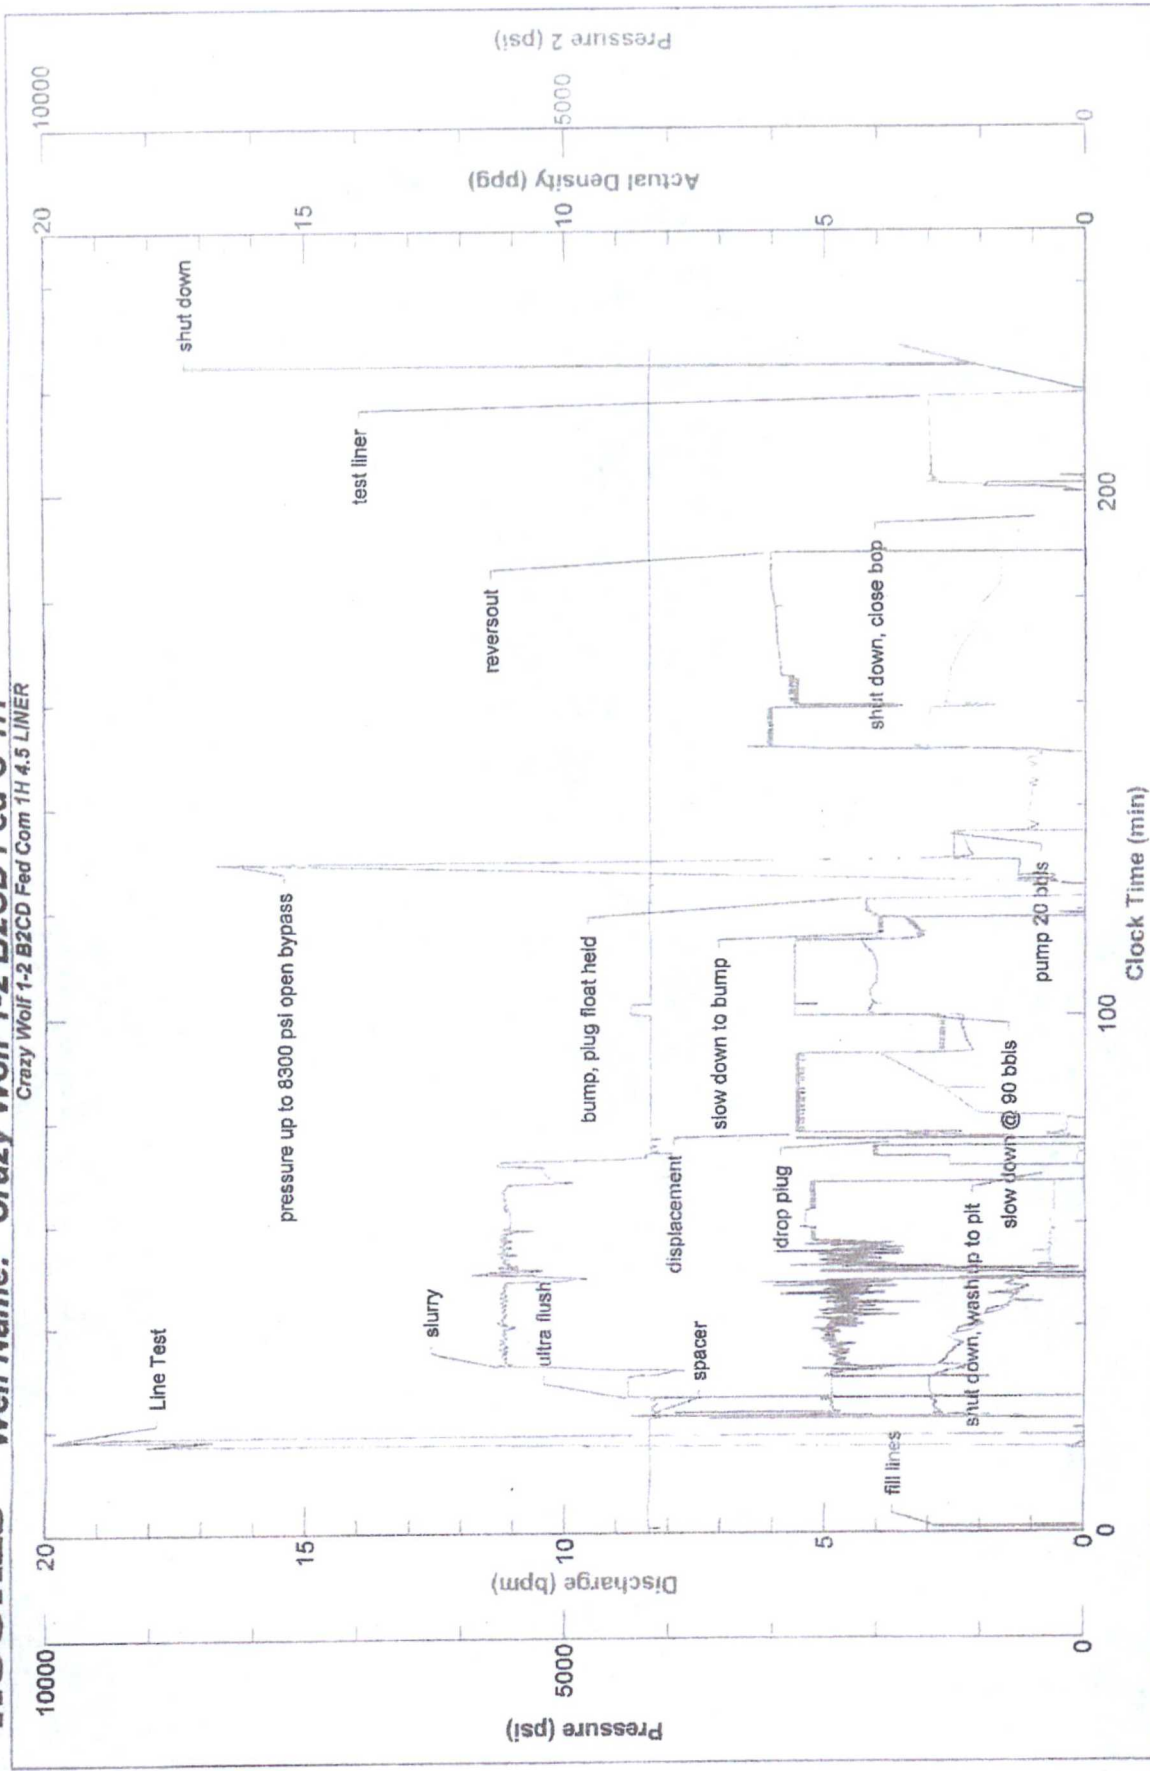 Crazy Wolf 1-2 B2CD Fed Com 1H 4.5 LINER
10000
5000
0
Pressure (psi)
20
15
10
5
0
Discharge (bpm)
fill lines
Line Test
spacer
ultra flush
slurry
shut down, wash up to pit
drop plug
displacement
slow down @ 90 bbls
slow down to bump
bump, plug float held
pressure up to 8300 psi open bypass
pump 20 bbls
reversout
shut down, close bop
test liner
shut down
0
100
200
Clock Time (min)
20
15
10
5
0
Actual Density (ppg)
10000
5000
0
Pressure 2 (psi)